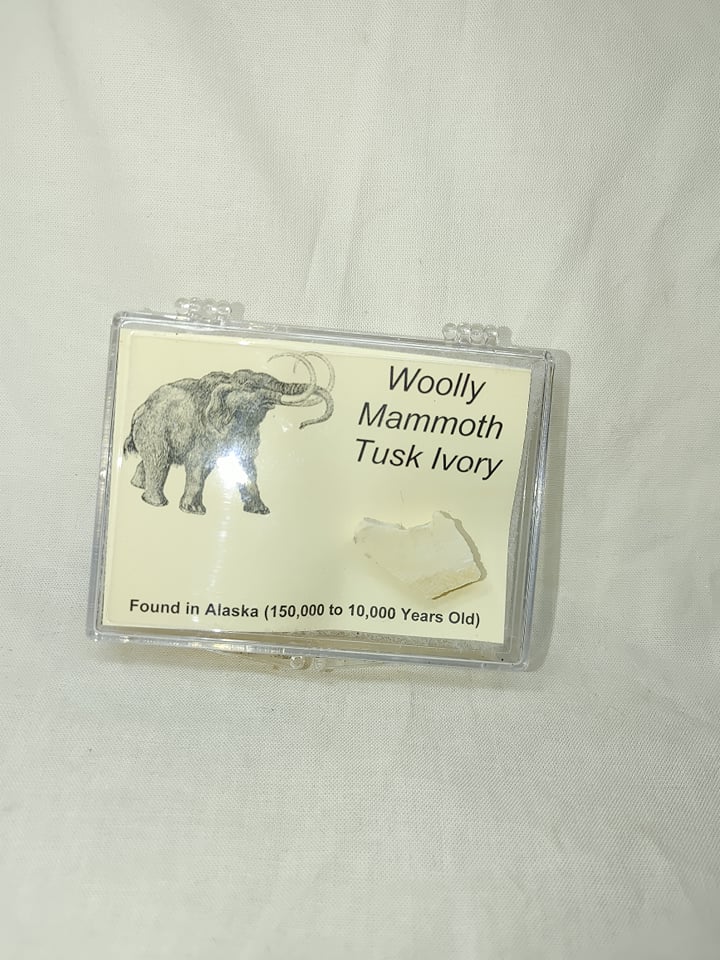 Woolly
Mammoth
Tusk Ivory
Found in Alaska (150,000 to 10,000 Years Old)